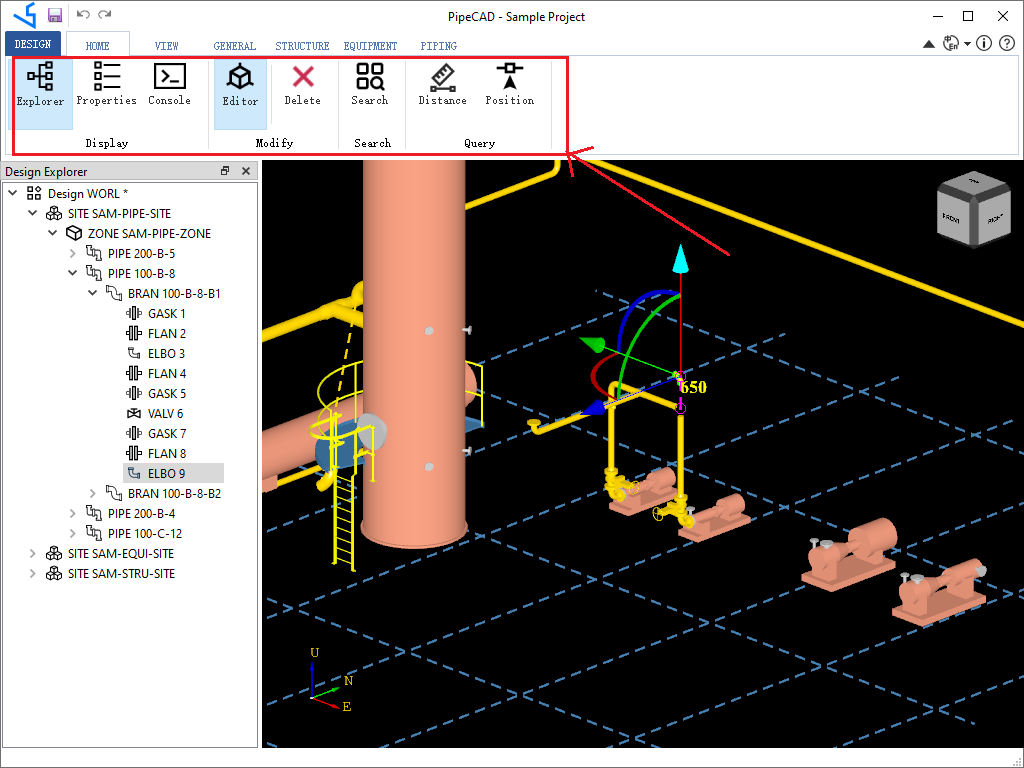 PipeCAD - Sample Project
DESIGN HOME VIEW GENERAL STRUCTURE EQUIPMENT PIPING
Explorer Properties Console Editor Delete Search Distance Position
Display Modify Search Query
Design Explorer
Design WORL *
SITE SAM-PIPE-SITE
ZONE SAM-PIPE-ZONE
PIPE 200-B-5
PIPE 100-B-8
BRAN 100-B-8-B1
GASK 1
FLAN 2
ELBO 3
FLAN 4
GASK 5
VALV 6
GASK 7
FLAN 8
ELBO 9
BRAN 100-B-8-B2
PIPE 200-B-4
PIPE 100-C-12
SITE SAM-EQUI-SITE
SITE SAM-STRU-SITE
FRONT RIGHT
650
U
N
E